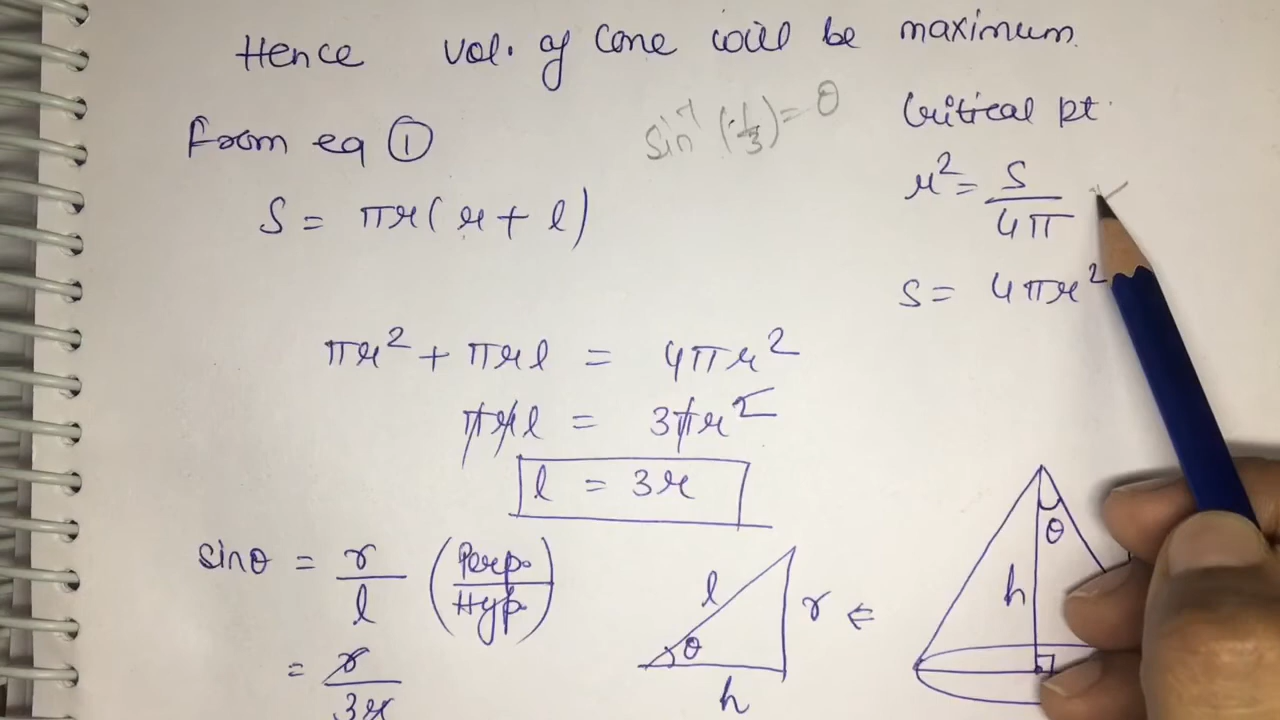 Hence vol. of cone will be maximum.
From eq ①
sin⁻¹(1/3) = θ
Critical pt.
r² = S/4π
S = πr(r + l)
S = 4πr²
πr² + πrl = 4πr²
πrl = 3πr²
l = 3r
sinθ = r/l (Perp./Hyp.)
= r/3r
l
θ
r ⇐
h
θ
h